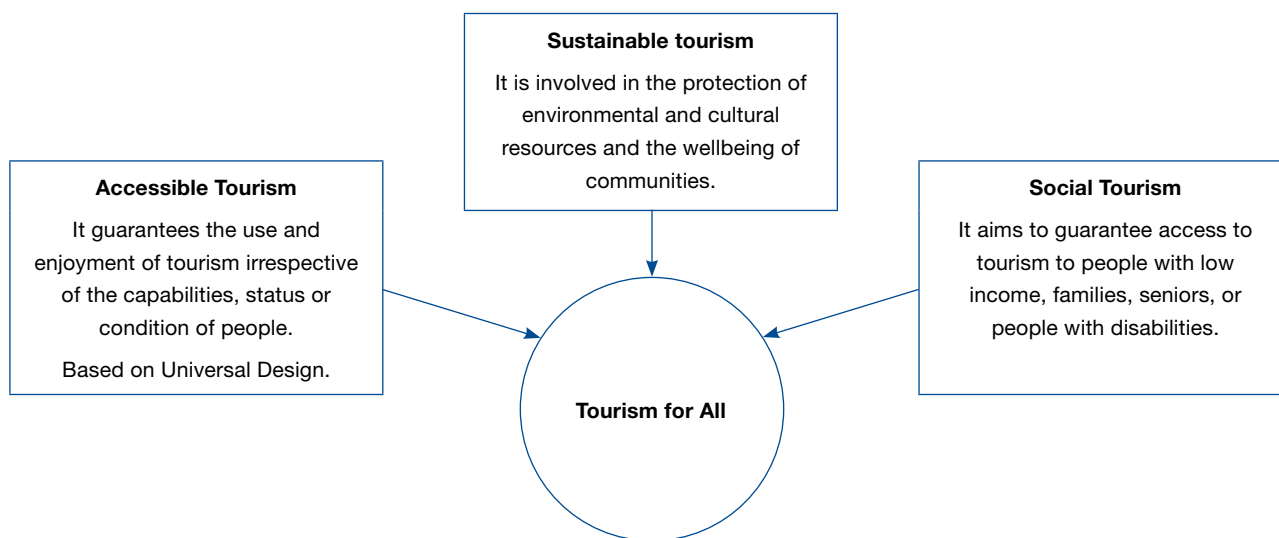 Sustainable tourism
It is involved in the protection of
environmental and cultural
resources and the wellbeing of
communities.
Accessible Tourism
It guarantees the use and
enjoyment of tourism irrespective
of the capabilities, status or
condition of people.
Based on Universal Design.
Social Tourism
It aims to guarantee access to
tourism to people with low
income, families, seniors, or
people with disabilities.
Tourism for All